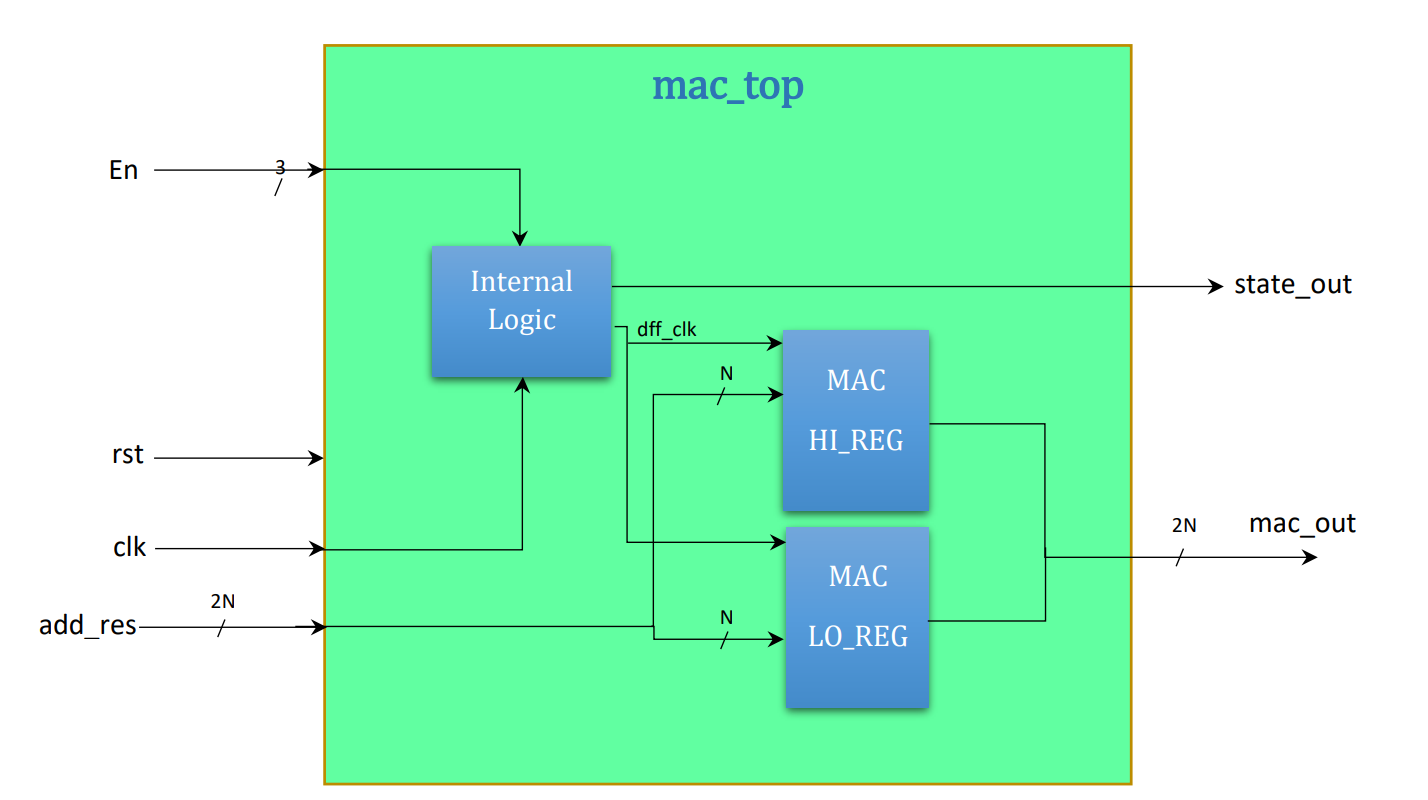 mac_top
En
3
Internal
Logic
state_out
dff_clk
N
MAC
HI_REG
rst
2N
mac_out
clk
MAC
2N
add_res
N
LO_REG